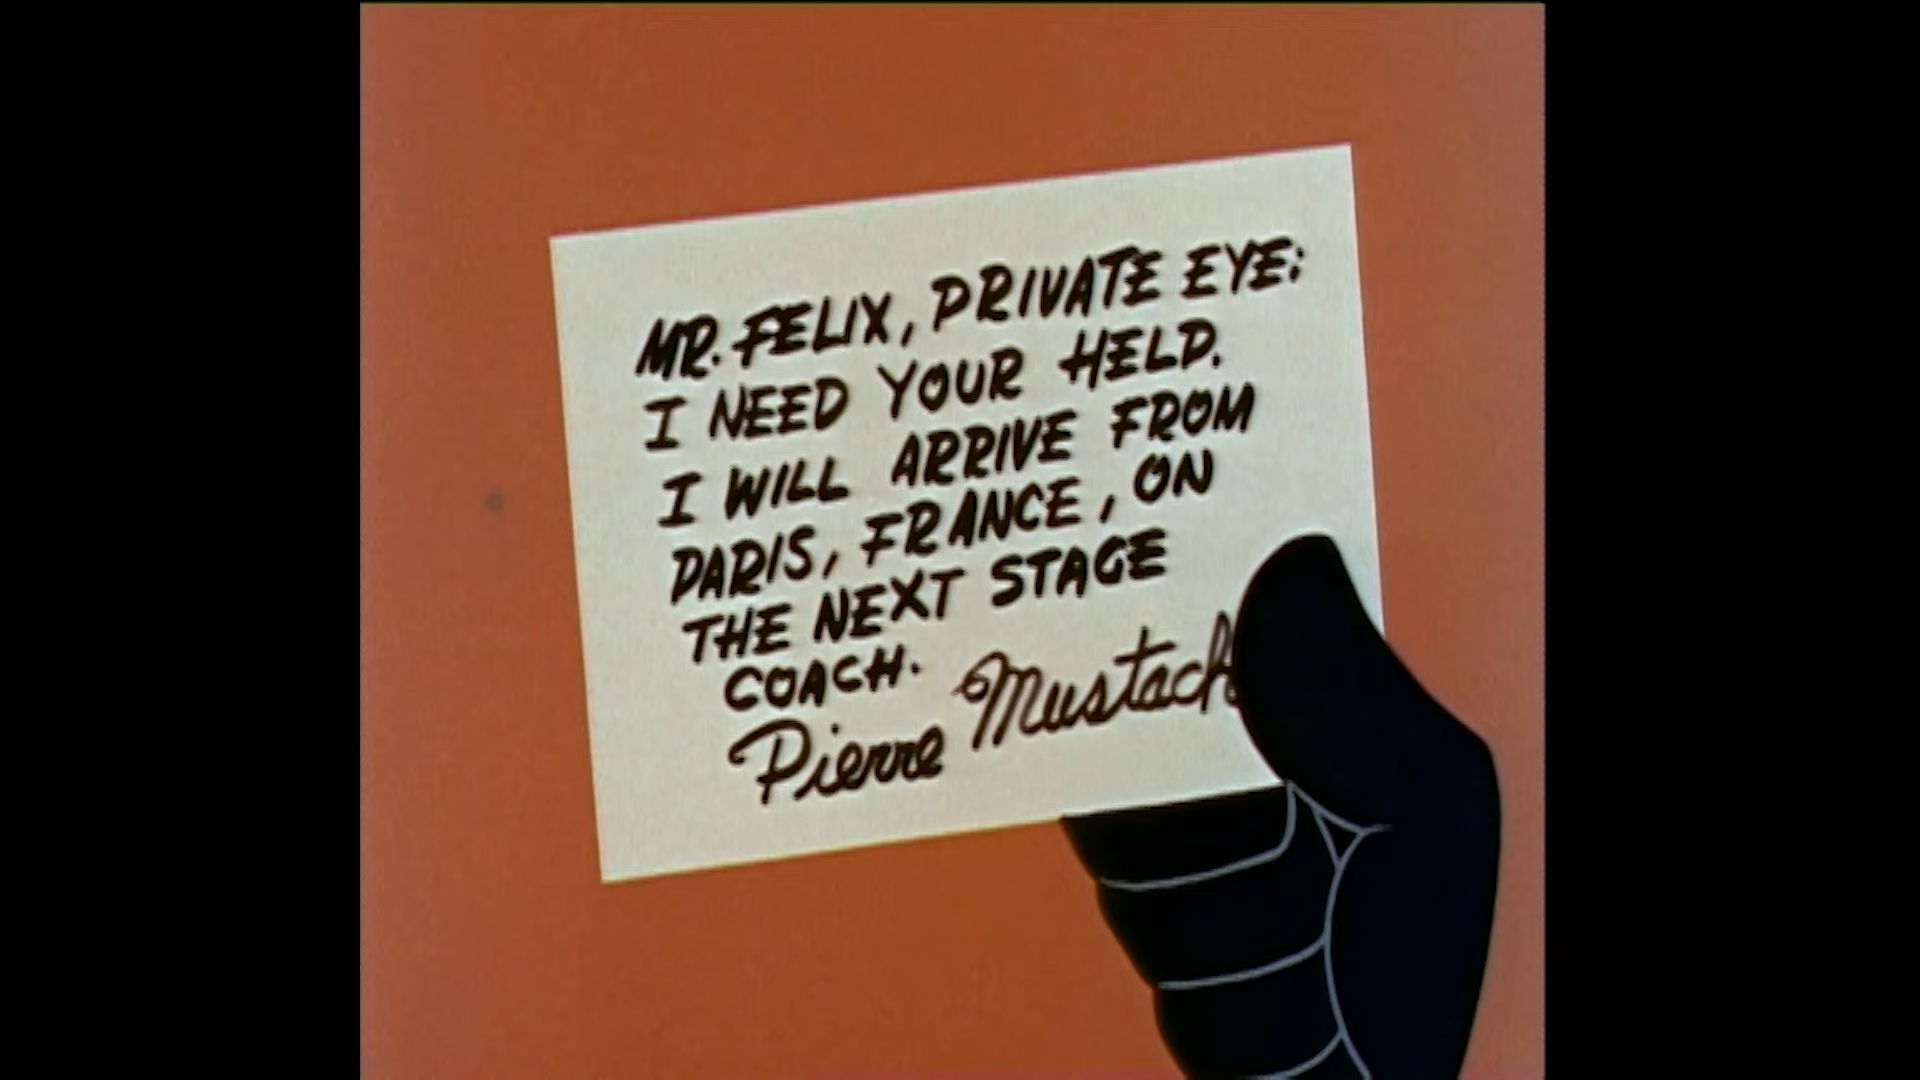 MR. FELIX, PRIVATE EYE:
I NEED YOUR HELP.
I WILL ARRIVE FROM
PARIS, FRANCE, ON
THE NEXT STAGE
COACH.
Pierre Mustach